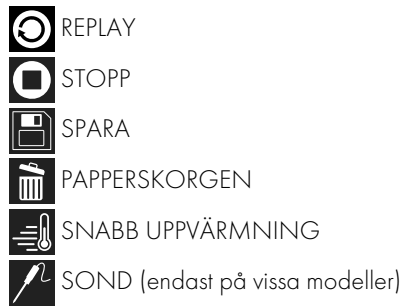 REPLAY
STOPP
SPARA
PAPPERSKORGEN
SNABB UPPVÄRMNING
SOND (endast på vissa modeller)